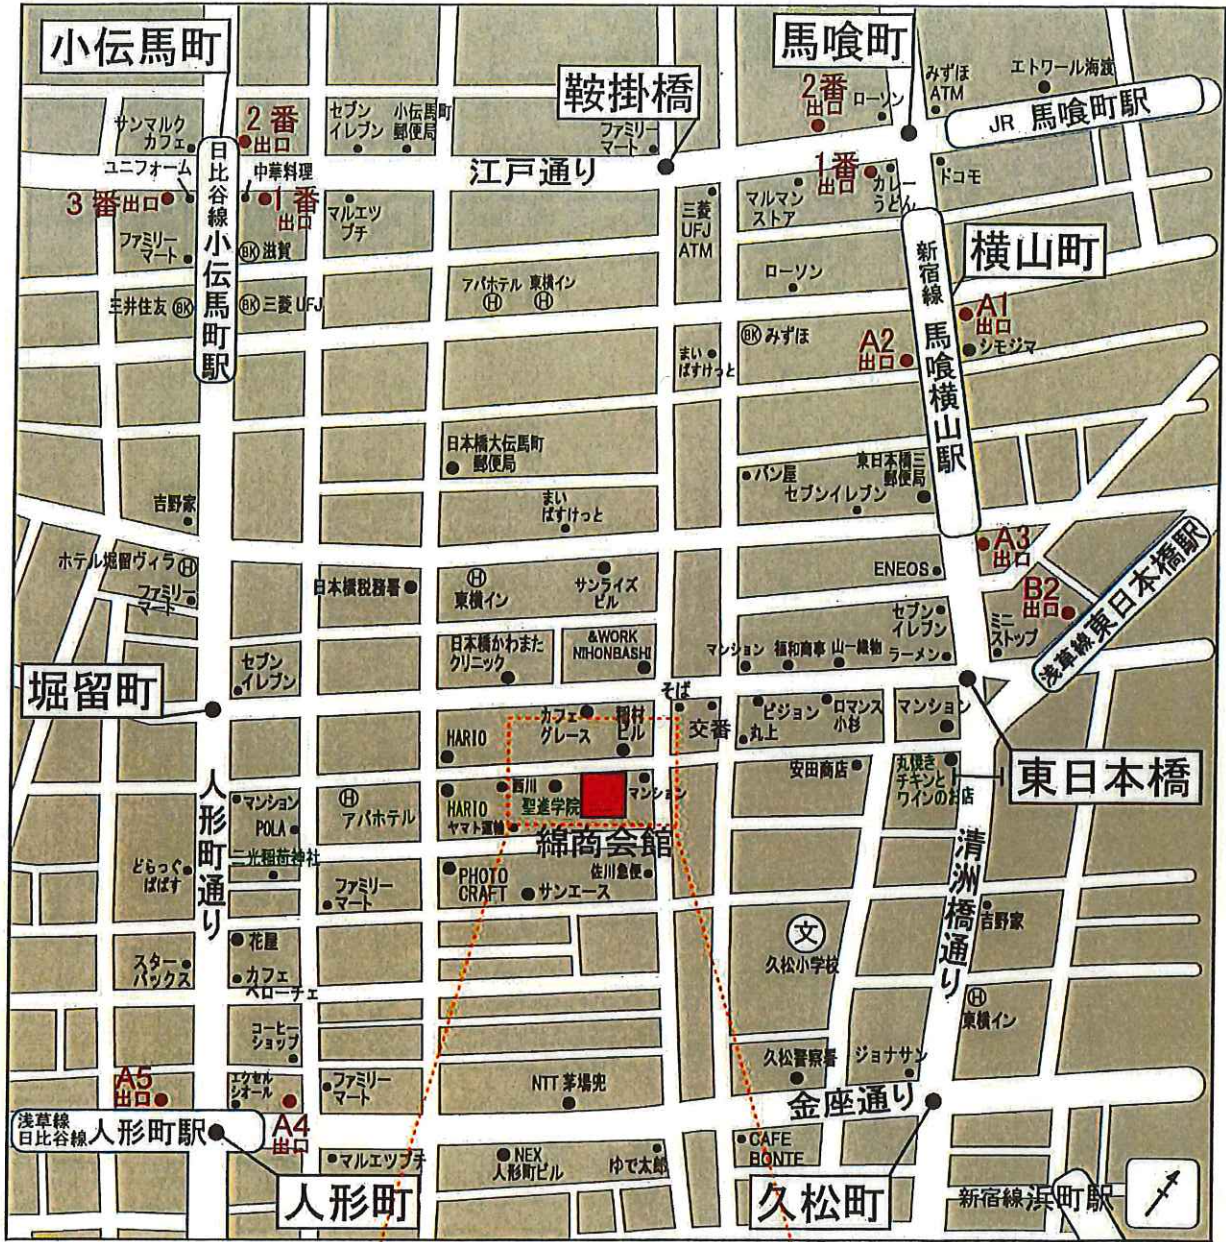 小伝馬町
馬喰町
鞍掛橋
サンマルク
カフェ
2番
出口
セブン
イレブン
小伝馬町
郵便局
ファミリー
マート
2番
出口
ローソン
みずほ
ATM
エトワール海渡
JR 馬喰町駅
ユニフォーム
中華料理
江戸通り
3番出口
1番
出口
マルエツ
プチ
三菱
UFJ
ATM
マルマン
ストア
1番
出口
カレー
うどん
ドコモ
日比谷線 小伝馬町駅
ファミリー
マート
BK 滋賀
三井住友 BK
BK 三菱UFJ
アパホテル
H
東横イン
H
ローソン
横山町
新宿線 馬喰横山駅
A1
出口
シモジマ
A2
出口
BK みずほ
まい
ばすけっと
日本橋大伝馬町
郵便局
まい
ばすけっと
パン屋
セブンイレブン
東日本橋三
郵便局
吉野家
ホテル堀留ヴィラ H
ファミリー
マート
日本橋税務署
H
東横イン
サンライズ
ビル
ENEOS
A3
出口
B2
出口
浅草線 東日本橋駅
セブン
イレブン
ミニ
ストップ
ラーメン
日本橋かわまた
クリニック
&WORK
NIHONBASHI
マンション
福和商事
山一織物
堀留町
セブン
イレブン
そば
交番
HARIO
カフェ
グレース
稲村
ビル
丸上
ビジョン
ロマンス
小杉
マンション
安田商店
丸焼き
チキンと
ワインのお店
東日本橋
マンション
POLA
H
アパホテル
HARIO
ヤマト運輸
西川
聖進学院
マンション
綿商会館
人形町通り
三光稲荷神社
どらっぐ
ぱぱす
ファミリー
マート
PHOTO
CRAFT
サンエース
佐川急便
清洲橋通り
吉野家
文
久松小学校
花屋
カフェ
ベローチェ
スター
バックス
H
東横イン
コーヒー
ショップ
久松警察署
ジョナサン
A5
出口
エクセル
シオール
A4
出口
ファミリー
マート
NTT 茅場兜
金座通り
浅草線
日比谷線 人形町駅
マルエツプチ
NEX
人形町ビル
ゆで太郎
CAFE
BONTE
人形町
久松町
新宿線 浜町駅